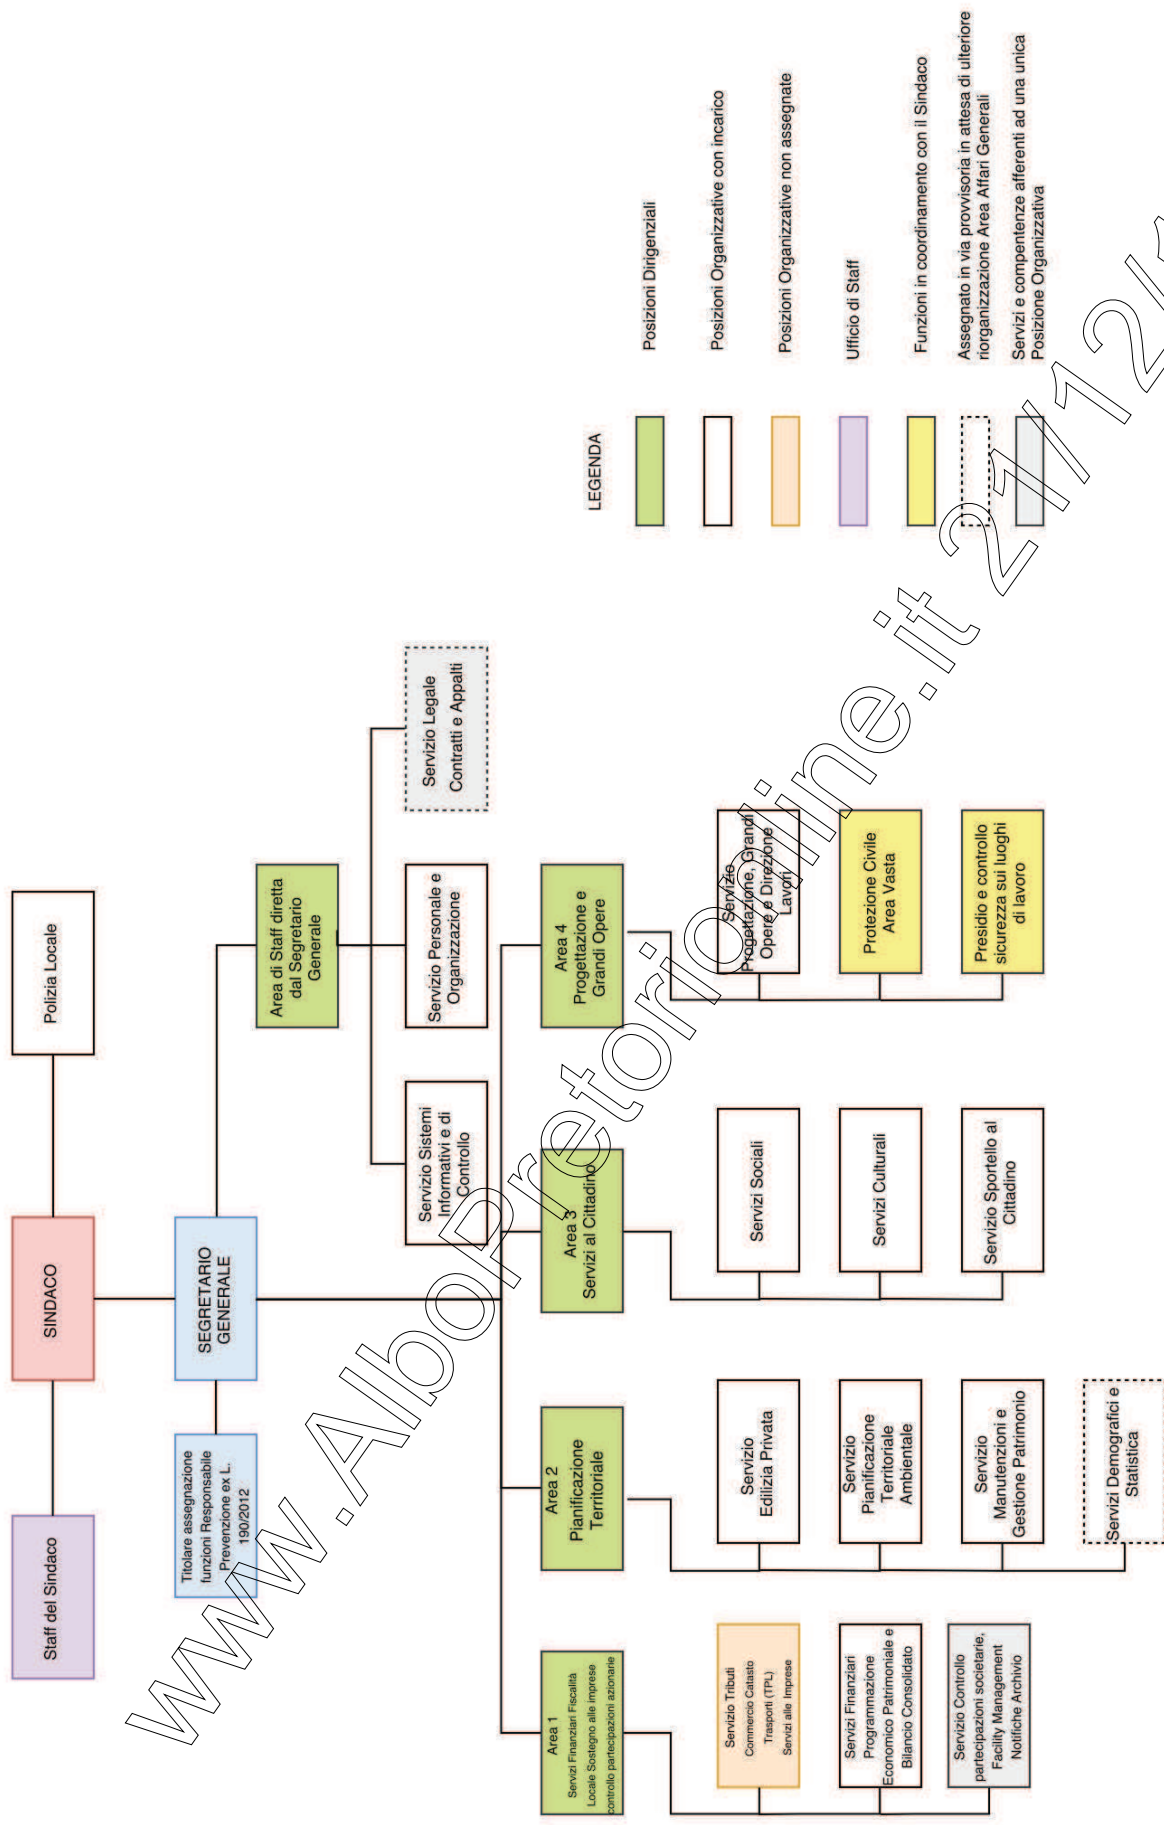 Staff del Sindaco
SINDACO
Polizia Locale
Titolare assegnazione
funzioni Responsabile
Prevenzione ex L.
190/2012
SEGRETARIO
GENERALE
Area di Staff diretta
dal Segretario
Generale
Servizio Sistemi
Informativi e di
Controllo
Servizio Personale e
Organizzazione
Servizio Legale
Contratti e Appalti
Area 1
Servizi Finanziari Fiscalità
Locale Sostegno alle imprese
controllo partecipazioni azionarie
Area 2
Pianificazione
Territoriale
Area 3
Servizi al Cittadino
Area 4
Progettazione e
Grandi Opere
Servizio Tributi
Commercio Catasto
Trasporti (TPL)
Servizi alle Imprese
Servizi Finanziari
Programmazione
Economico Patrimoniale e
Bilancio Consolidato
Servizio Controllo
partecipazioni societarie,
Facility Management
Notifiche Archivio
Servizio
Edilizia Privata
Servizio
Pianificazione
Territoriale
Ambientale
Servizio
Manutenzioni e
Gestione Patrimonio
Servizi Demografici e
Statistica
Servizi Sociali
Servizi Culturali
Servizio Sportello al
Cittadino
Servizio
Progettazione, Grandi
Opere e Direzione
Lavori
Protezione Civile
Area Vasta
Presidio e controllo
sicurezza sui luoghi
di lavoro
LEGENDA
Posizioni Dirigenziali
Posizioni Organizzative con incarico
Posizioni Organizzative non assegnate
Ufficio di Staff
Funzioni in coordinamento con il Sindaco
Assegnato in via provvisoria in attesa di ulteriore
riorganizzazione Area Affari Generali
Servizi e compentenze afferenti ad una unica
Posizione Organizzativa
www.AlboPretorionline.it 21/12/